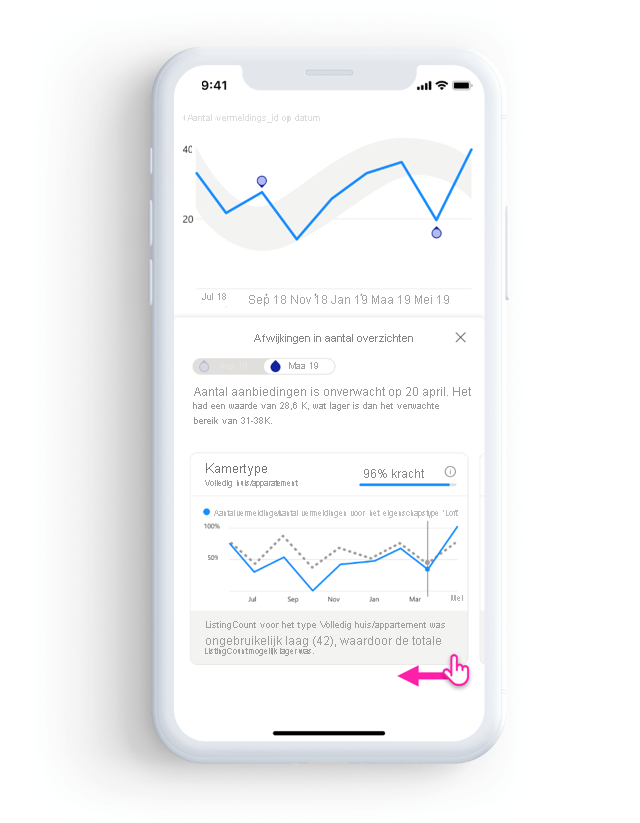 9:41
Aantal vermeldings_id op datum
40
20
Jul 18 Sep 18 Nov 18 Jan 19 Maa 19 Mei 19
Afwijkingen in aantal overzichten
Maa 19
Aantal aanbiedingen is onverwacht op 20 april. Het
had een waarde van 28,6 K, wat lager is dan het verwachte
bereik van 31-38K.
Kamertype
96% kracht
Volledig huis/apparatement
Aantal vermeldingen voor het eigenschapstype "Loft
100%
50%
Jul Sep Nov Jan Mar Mei
ListingCount voor het type Volledig huis/appartement was
ongebruikelijk laag (42), waardoor de totale
ListingCount mogelijk lager was.